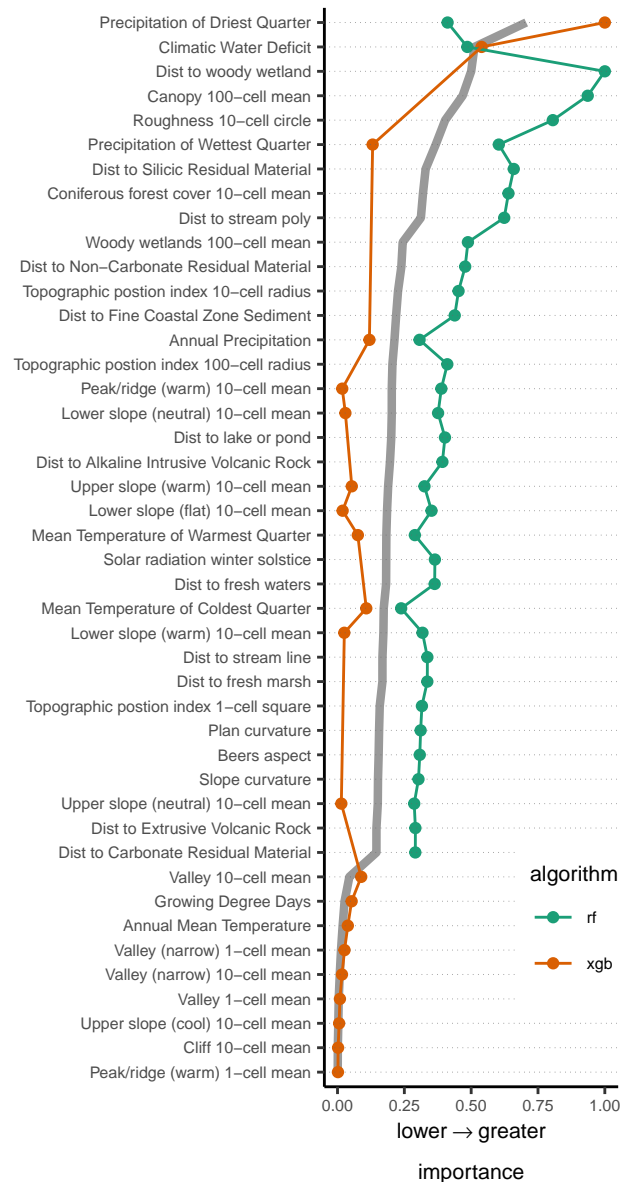 Precipitation of Driest Quarter
Climatic Water Deficit
Dist to woody wetland
Canopy 100−cell mean
Roughness 10−cell circle
Precipitation of Wettest Quarter
Dist to Silicic Residual Material
Coniferous forest cover 10−cell mean
Dist to stream poly
Woody wetlands 100−cell mean
Dist to Non−Carbonate Residual Material
Topographic postion index 10−cell radius
Dist to Fine Coastal Zone Sediment
Annual Precipitation
Topographic postion index 100−cell radius
Peak/ridge (warm) 10−cell mean
Lower slope (neutral) 10−cell mean
Dist to lake or pond
Dist to Alkaline Intrusive Volcanic Rock
Upper slope (warm) 10−cell mean
Lower slope (flat) 10−cell mean
Mean Temperature of Warmest Quarter
Solar radiation winter solstice
Dist to fresh waters
Mean Temperature of Coldest Quarter
Lower slope (warm) 10−cell mean
Dist to stream line
Dist to fresh marsh
Topographic postion index 1−cell square
Plan curvature
Beers aspect
Slope curvature
Upper slope (neutral) 10−cell mean
Dist to Extrusive Volcanic Rock
Dist to Carbonate Residual Material
Valley 10−cell mean
Growing Degree Days
Annual Mean Temperature
Valley (narrow) 1−cell mean
Valley (narrow) 10−cell mean
Valley 1−cell mean
Upper slope (cool) 10−cell mean
Cliff 10−cell mean
Peak/ridge (warm) 1−cell mean
algorithm
rf
xgb
0.00 0.25 0.50 0.75 1.00
lower → greater
importance